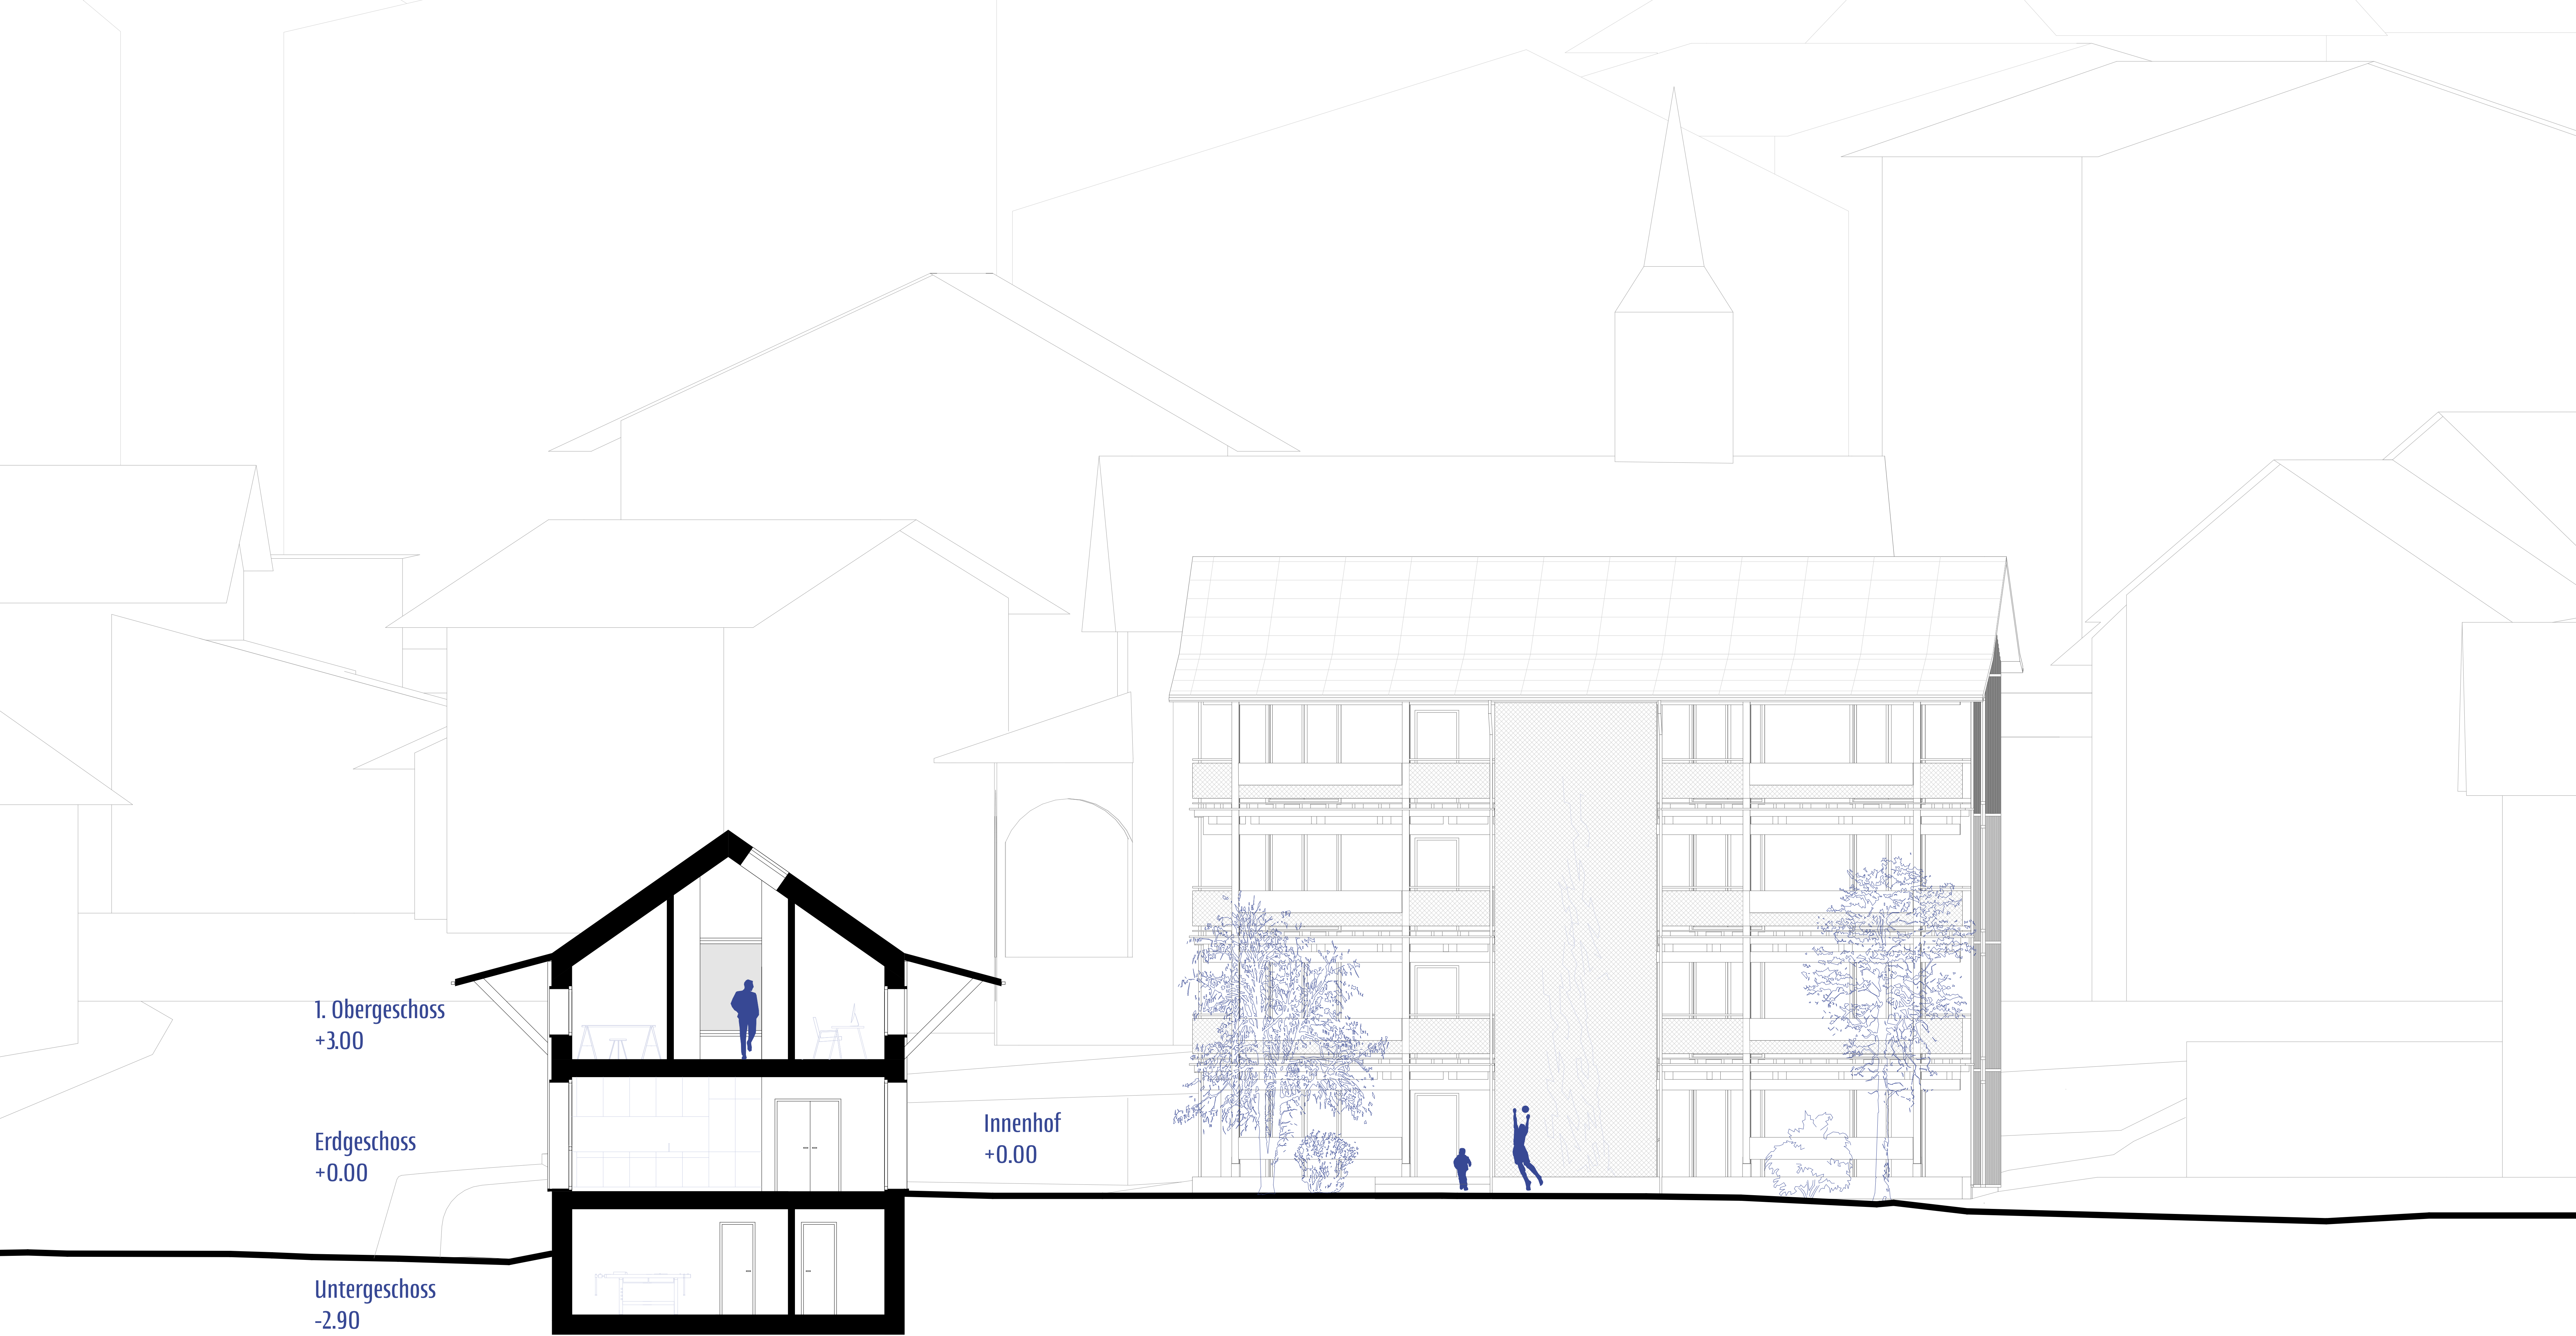 1. Obergeschoss
+3.00
Erdgeschoss
+0.00
Innenhof
+0.00
Untergeschoss
-2.90